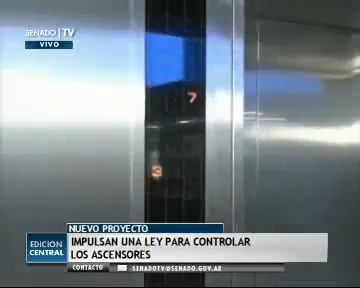 SENADO TV
VIVO
7
3
NUEVO PROYECTO
EDICION CENTRAL
IMPULSAN UNA LEY PARA CONTROLAR
LOS ASCENSORES
CONTACTO
SENADOTV@SENADO.GOV.AR